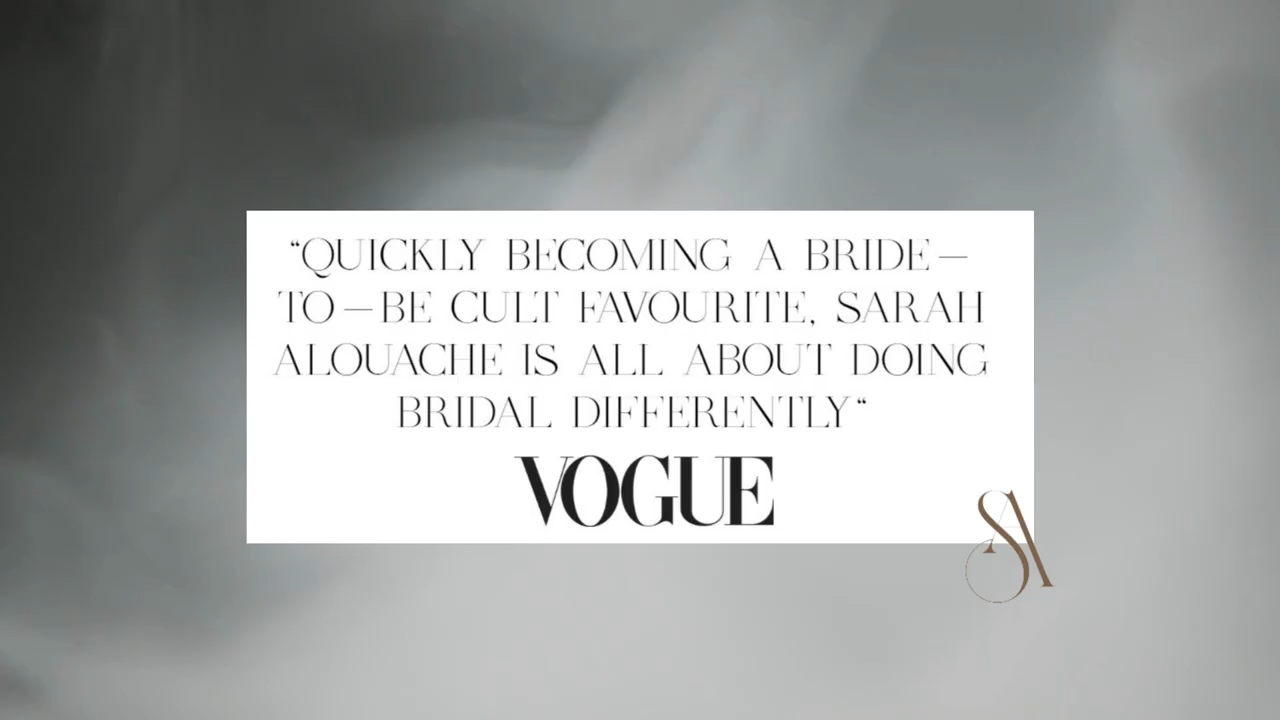 “QUICKLY BECOMING A BRIDE—
TO—BE CULT FAVOURITE, SARAH
ALOUACHE IS ALL ABOUT DOING
BRIDAL DIFFERENTLY“
VOGUE
SA